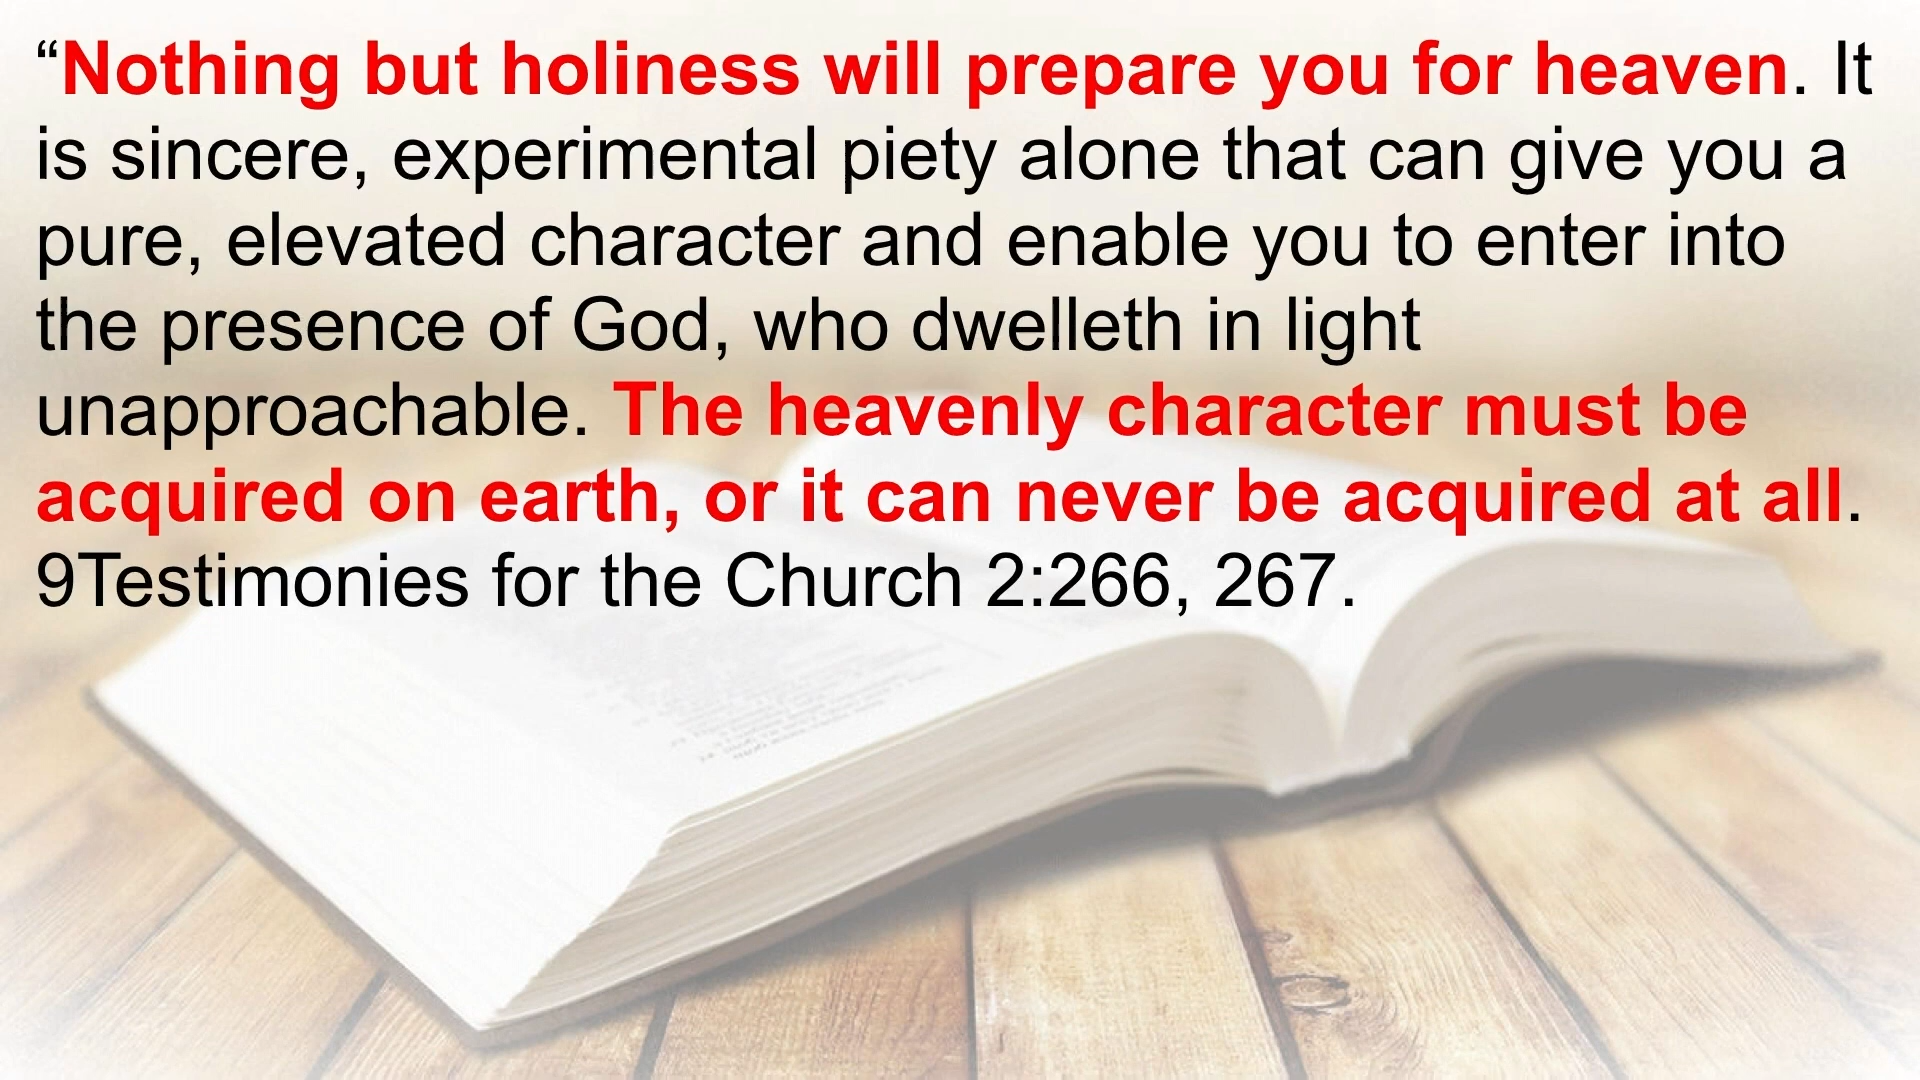 “Nothing but holiness will prepare you for heaven. It
is sincere, experimental piety alone that can give you a
pure, elevated character and enable you to enter into
the presence of God, who dwelleth in light
unapproachable. The heavenly character must be
acquired on earth, or it can never be acquired at all.
9Testimonies for the Church 2:266, 267.